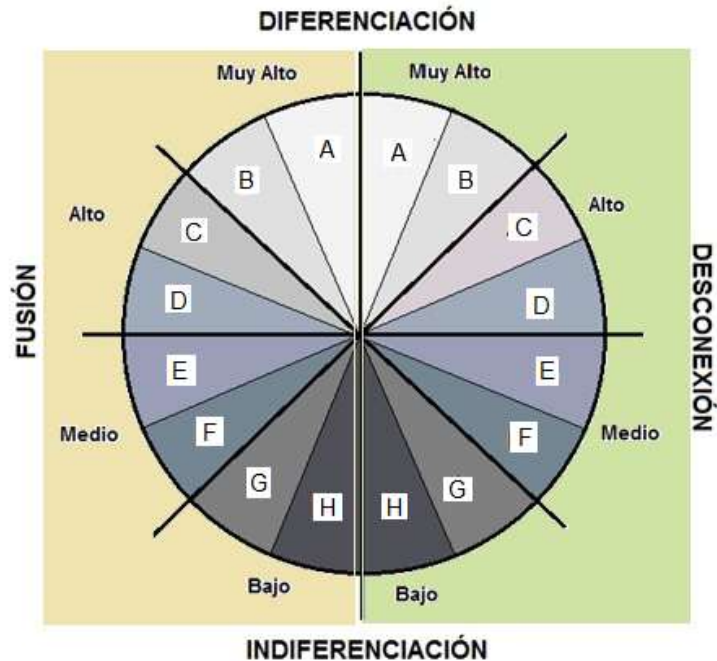 DIFERENCIACIÓN
Muy Alto Muy Alto
A A
B B
Alto C C Alto
D D
FUSIÓN
DESCONEXIÓN
E E
Medio F F Medio
G G
H H
Bajo Bajo
INDIFERENCIACIÓN